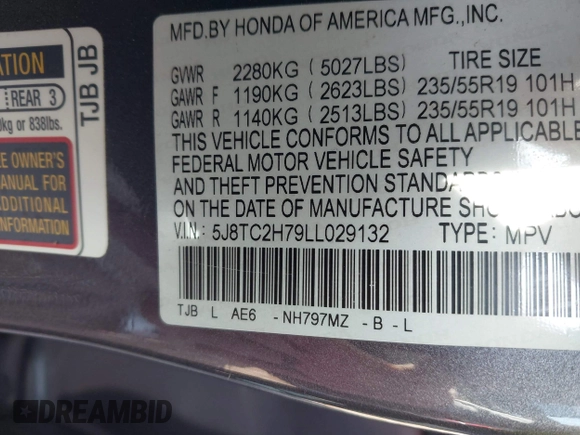 MFD.BY HONDA OF AMERICA MFG.,INC.
GVWR 2280KG (5027LBS) TIRE SIZE
GAWR F 1190KG (2623LBS) 235/55R19 101H
GAWR R 1140KG (2513LBS) 235/55R19 101H
THIS VEHICLE CONFORMS TO ALL APPLICABLE
FEDERAL MOTOR VEHICLE SAFETY
AND THEFT PREVENTION
ON THE DATE OF MANUFACTURE
V.I.N.: 5J8TC2H79LL029132 TYPE: MPV
TJB L AE6 -NH797MZ -B-L
REAR 3
kg or 838lbs.
OWNER'S
FOR
TJB JB
DREAMBID